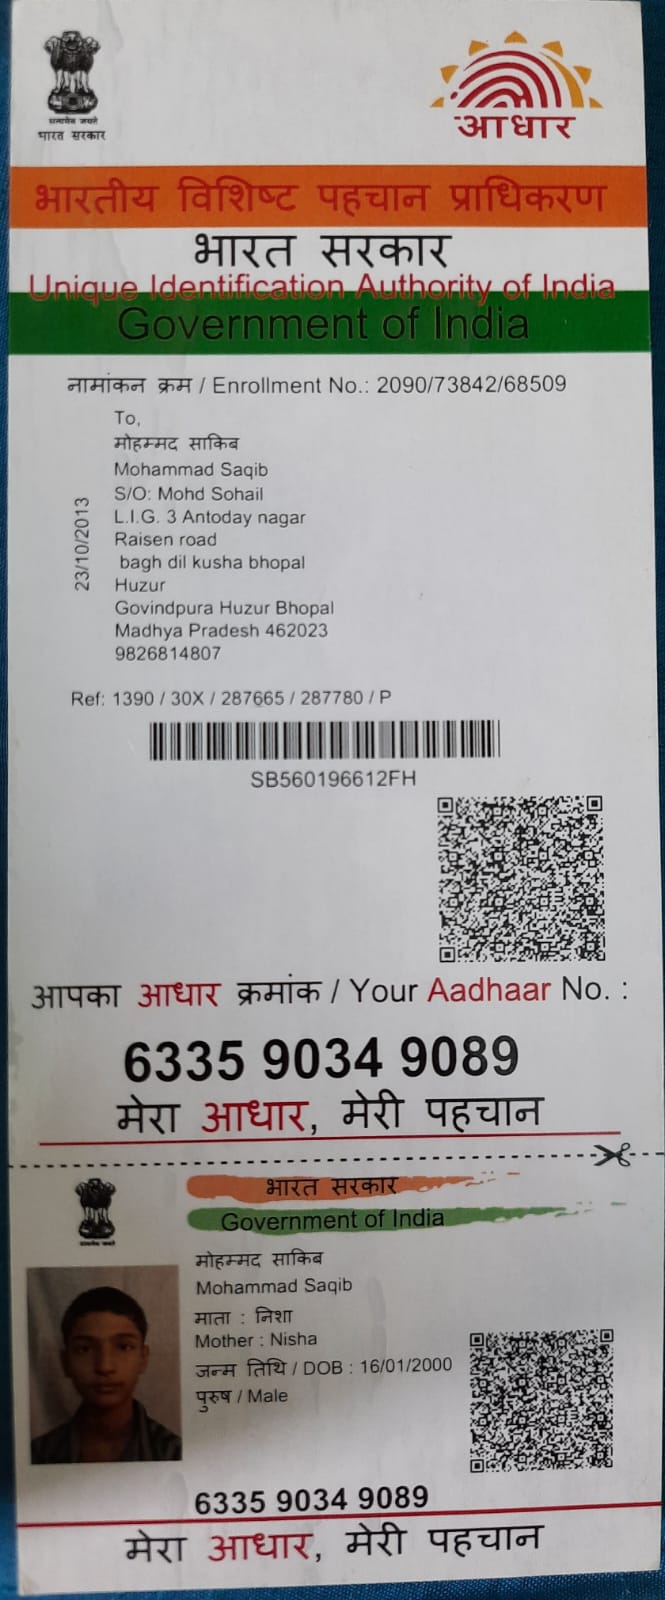 सत्यमेव जयते
भारत सरकार
आधार
भारतीय विशिष्ट पहचान प्राधिकरण
भारत सरकार
Unique Identification Authority of India
Government of India
नामांकन क्रम / Enrollment No.: 2090/73842/68509
To,
मोहम्मद साकिब
Mohammad Saqib
S/O: Mohd Sohail
L.I.G. 3 Antoday nagar
Raisen road
bagh dil kusha bhopal
Huzur
Govindpura Huzur Bhopal
Madhya Pradesh 462023
9826814807
23/10/2013
Ref: 1390 / 30X / 287665 / 287780 / P
SB560196612FH
आपका आधार क्रमांक / Your Aadhaar No. :
6335 9034 9089
मेरा आधार, मेरी पहचान
भारत सरकार
Government of India
मोहम्मद साकिब
Mohammad Saqib
माता : निशा
Mother : Nisha
जन्म तिथि / DOB : 16/01/2000
पुरुष / Male
6335 9034 9089
मेरा आधार, मेरी पहचान